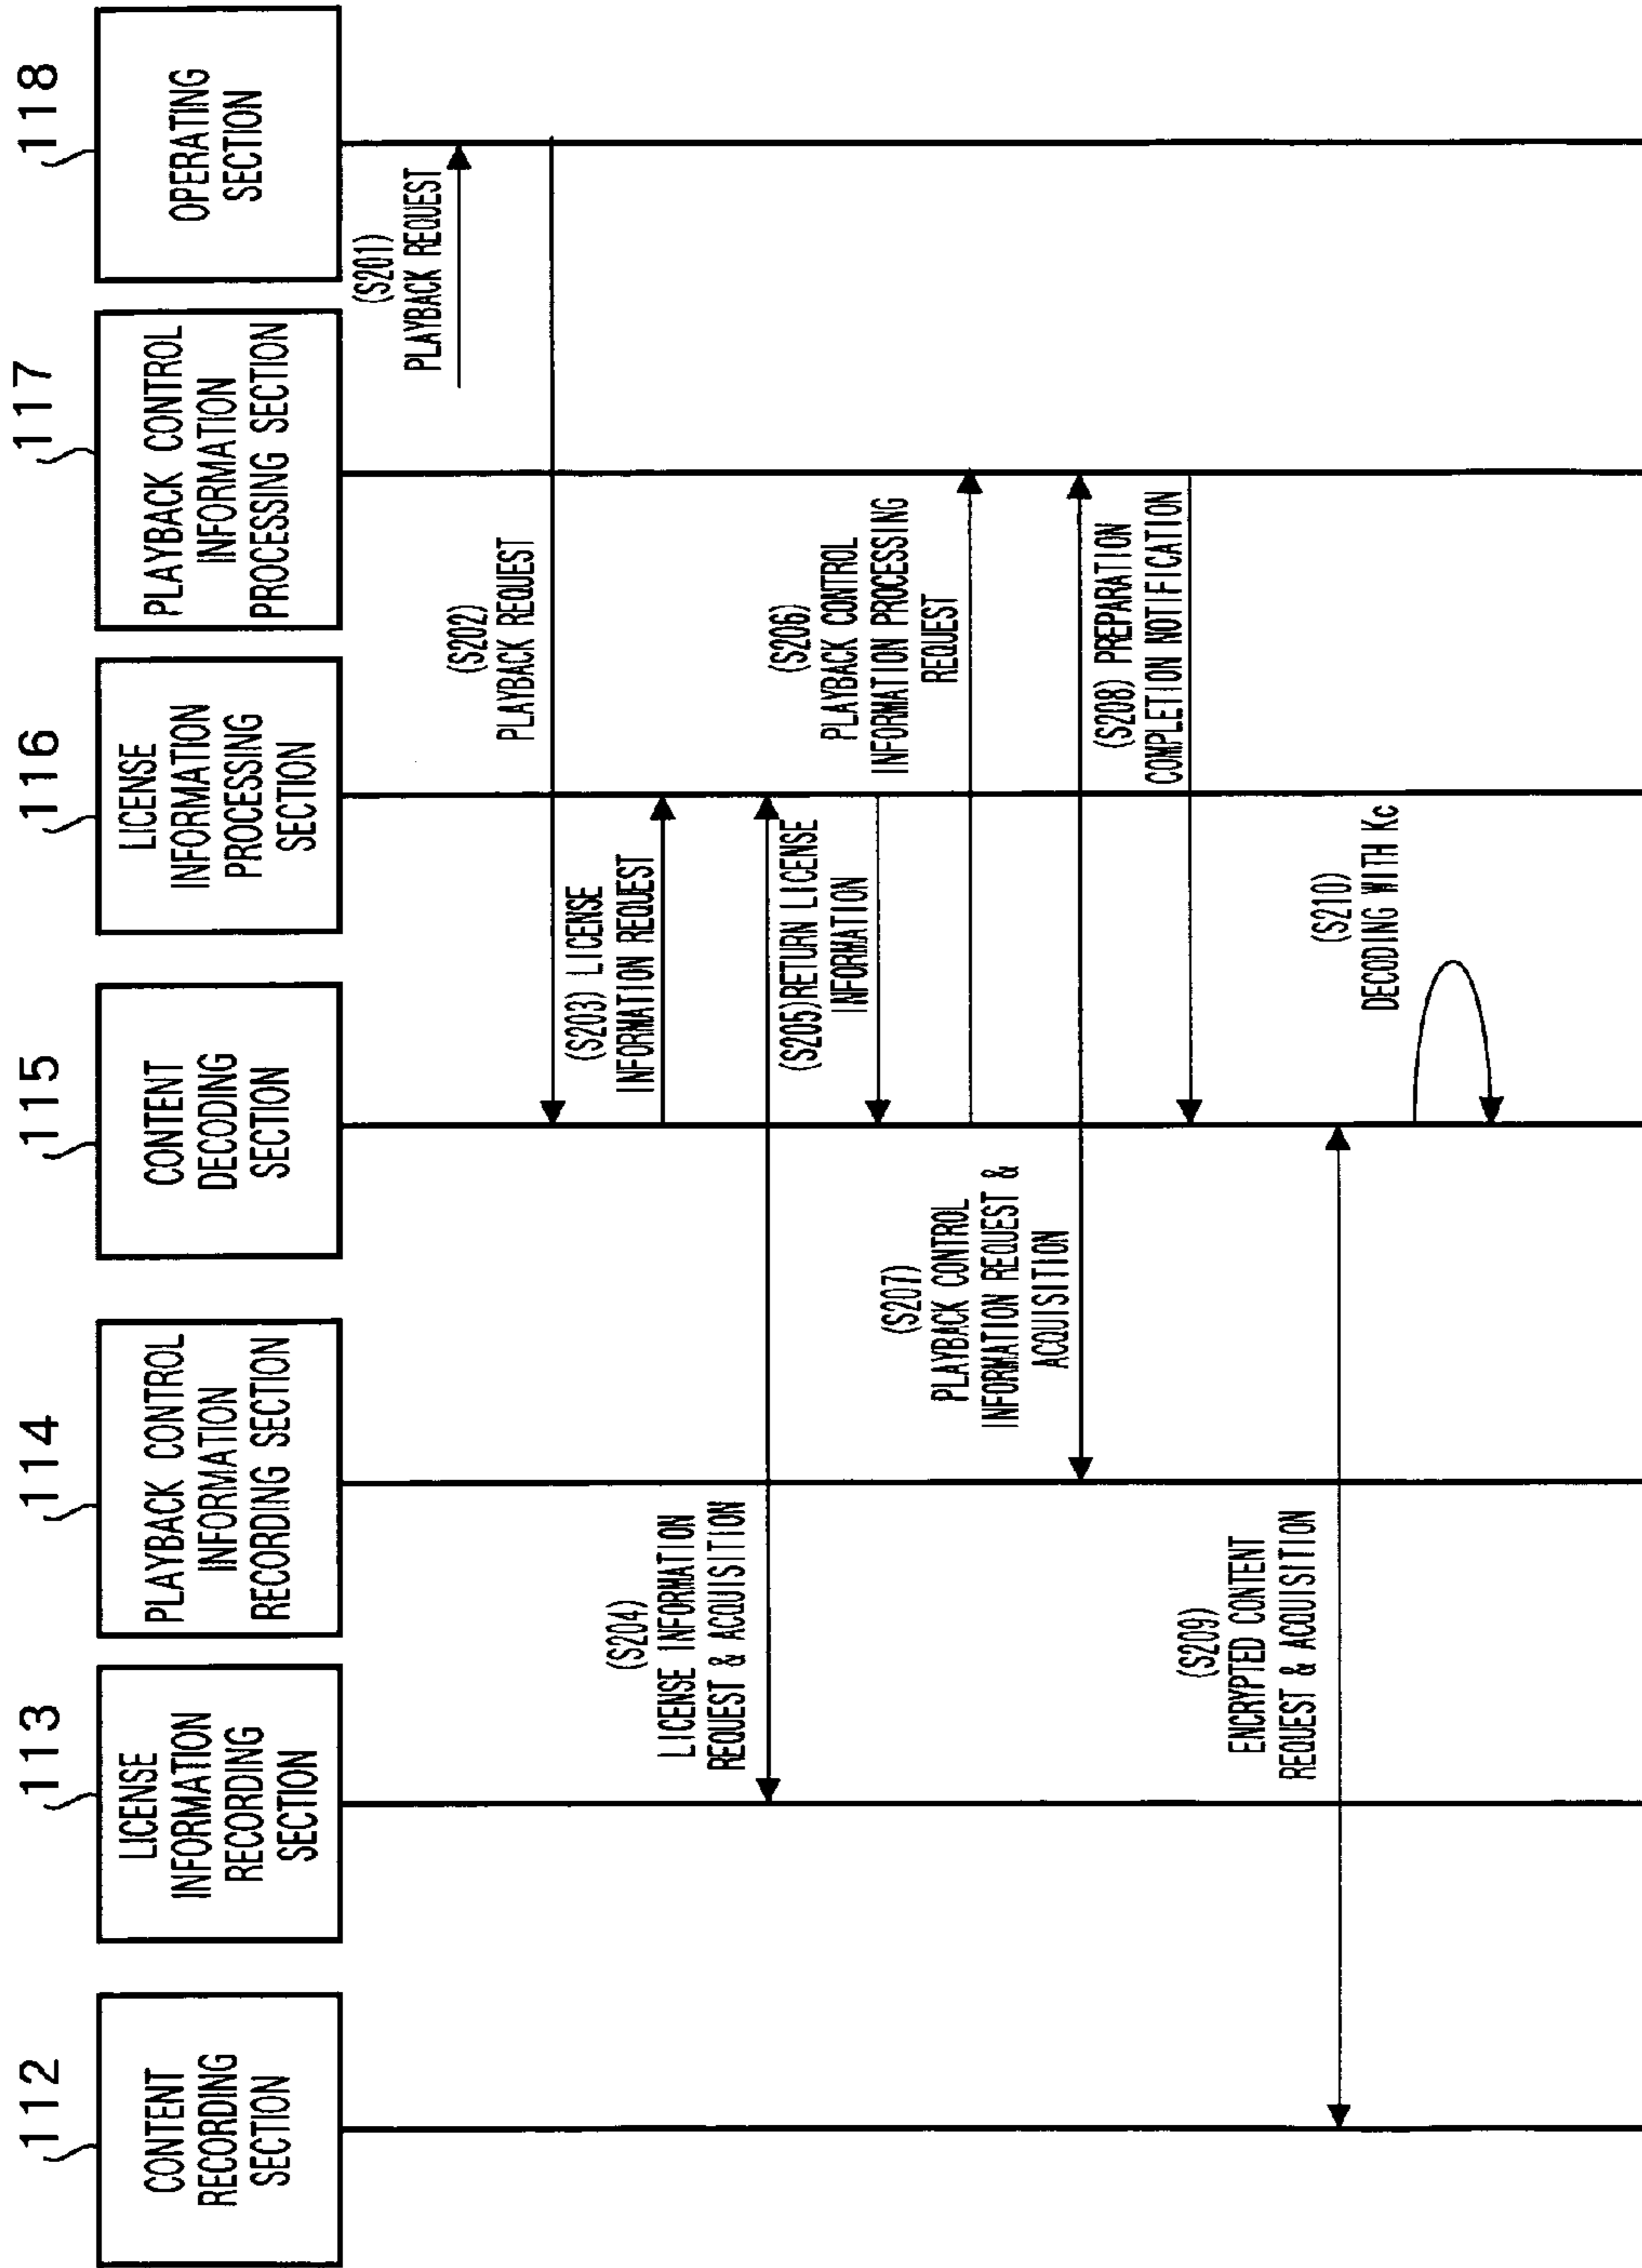 112
CONTENT
RECORDING
SECTION
113
LICENSE
INFORMATION
RECORDING
SECTION
114
PLAYBACK CONTROL
INFORMATION
RECORDING SECTION
115
CONTENT
DECODING
SECTION
116
LICENSE
INFORMATION
PROCESSING
SECTION
117
PLAYBACK CONTROL
INFORMATION
PROCESSING SECTION
118
OPERATING
SECTION
(S201)
PLAYBACK REQUEST
(S202)
PLAYBACK REQUEST
(S203) LICENSE
INFORMATION REQUEST
(S204)
LICENSE INFORMATION
REQUEST & ACQUISITION
(S205)RETURN LICENSE
INFORMATION
(S206)
PLAYBACK CONTROL
INFORMATION PROCESSING
REQUEST
(S207)
PLAYBACK CONTROL
INFORMATION REQUEST &
ACQUISITION
(S208) PREPARATION
COMPLETION NOTIFICATION
(S209)
ENCRYPTED CONTENT
REQUEST & ACQUISITION
(S210)
DECODING WITH Kc